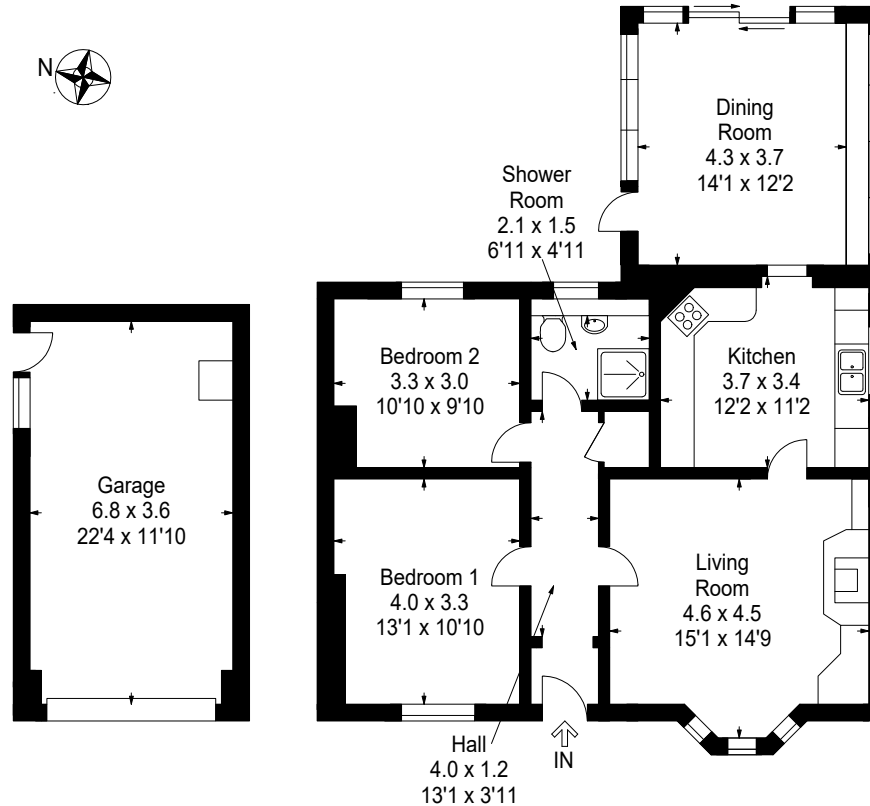 N
Dining
Room
4.3 x 3.7
14'1 x 12'2
Shower
Room
2.1 x 1.5
6'11 x 4'11
Bedroom 2
3.3 x 3.0
10'10 x 9'10
Kitchen
3.7 x 3.4
12'2 x 11'2
Garage
6.8 x 3.6
22'4 x 11'10
Bedroom 1
4.0 x 3.3
13'1 x 10'10
Living
Room
4.6 x 4.5
15'1 x 14'9
Hall
4.0 x 1.2
13'1 x 3'11
IN